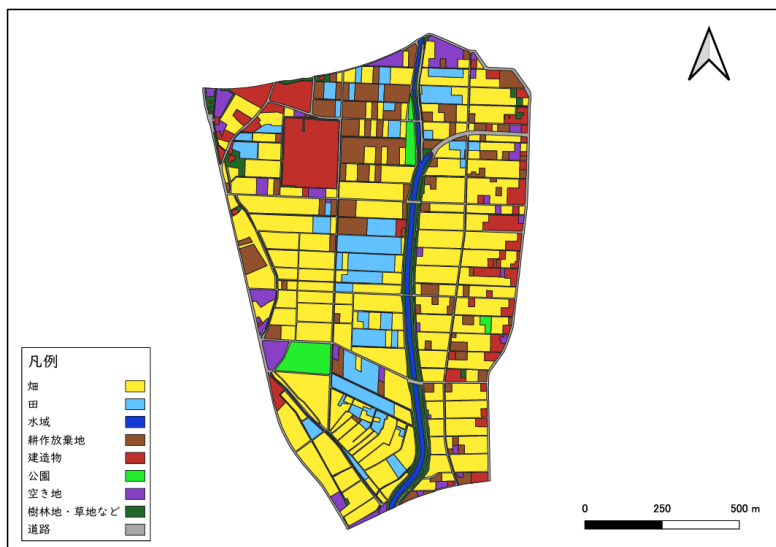 凡例
畑
田
水域
耕作放棄地
建造物
公園
空き地
樹林地・草地など
道路
0 250 500 m